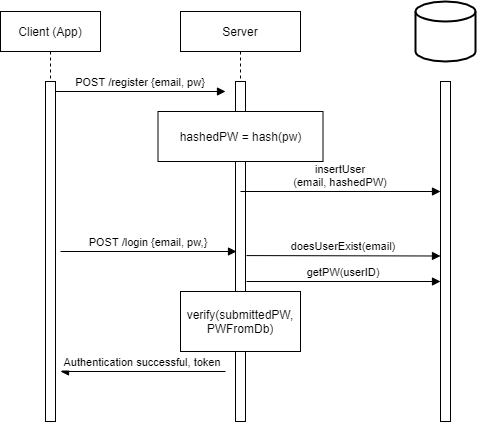 Client (App)
Server
POST /register {email, pw}
hashedPW = hash(pw)
insertUser
(email, hashedPW)
POST /login {email, pw,}
doesUserExist(email)
getPW(userID)
verify(submittedPW,
PWFromDb)
Authentication successful, token